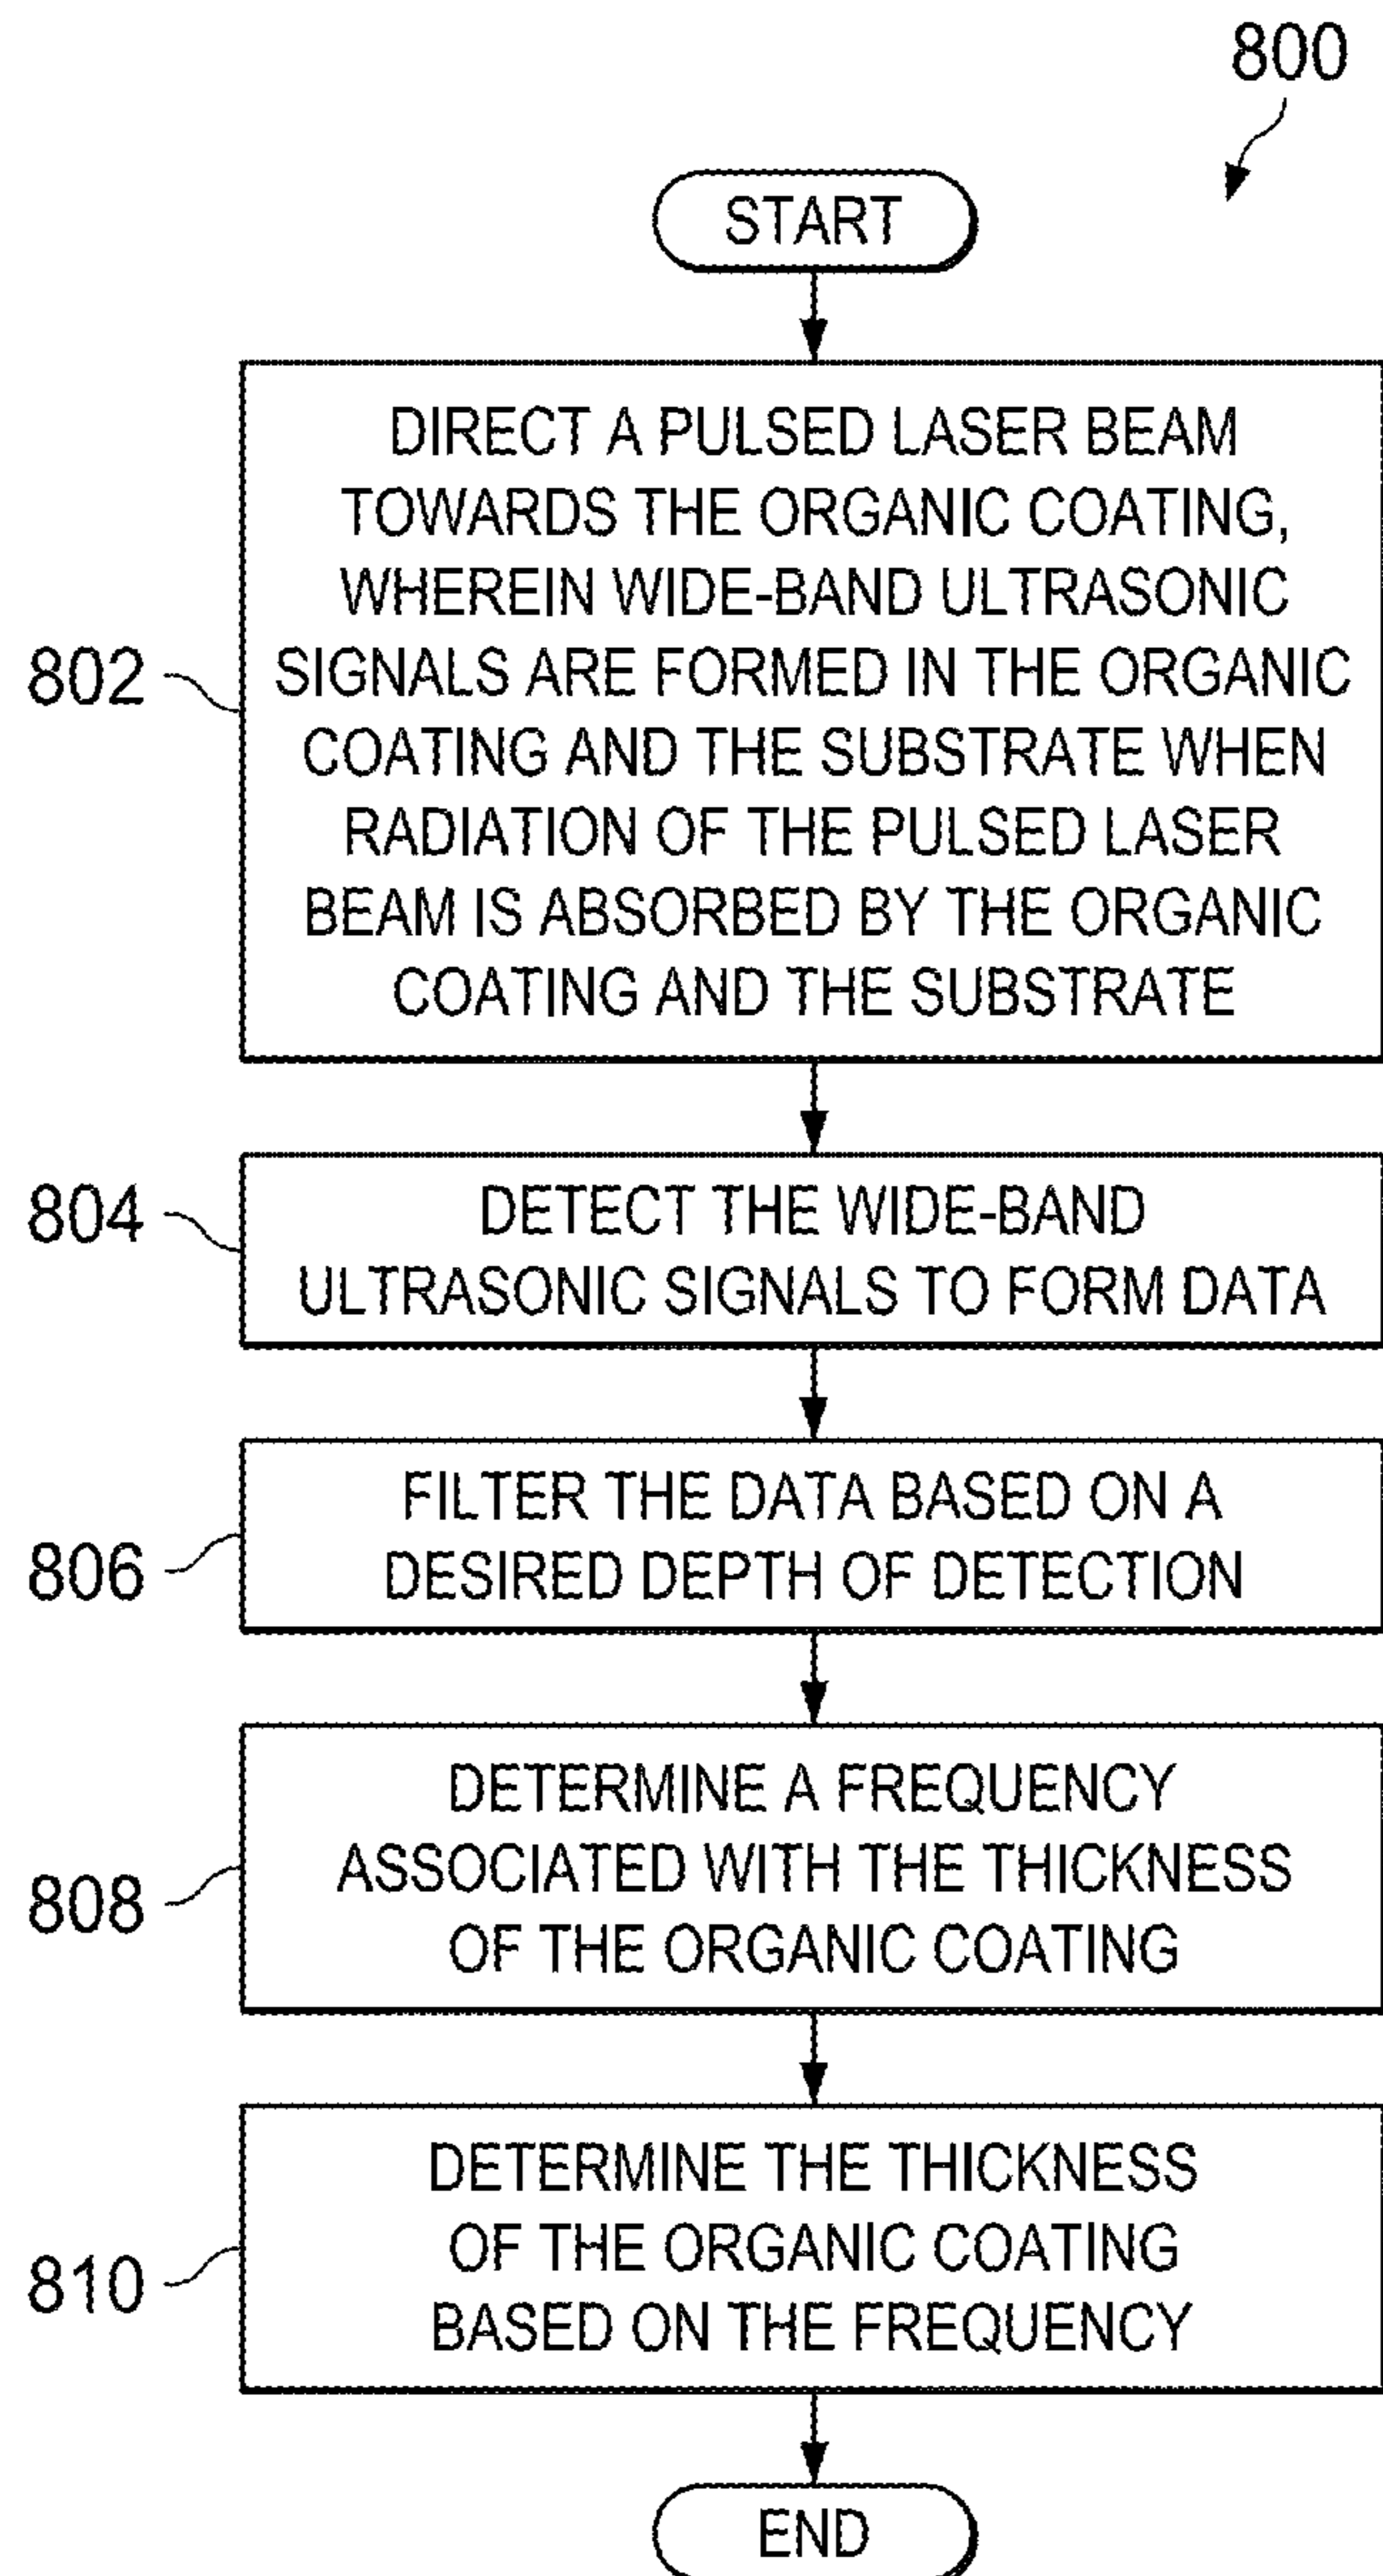 800
START
DIRECT A PULSED LASER BEAM
TOWARDS THE ORGANIC COATING,
WHEREIN WIDE-BAND ULTRASONIC
802
SIGNALS ARE FORMED IN THE ORGANIC
COATING AND THE SUBSTRATE WHEN
RADIATION OF THE PULSED LASER
BEAM IS ABSORBED BY THE ORGANIC
COATING AND THE SUBSTRATE
804
DETECT THE WIDE-BAND
ULTRASONIC SIGNALS TO FORM DATA
806
FILTER THE DATA BASED ON A
DESIRED DEPTH OF DETECTION
808
DETERMINE A FREQUENCY
ASSOCIATED WITH THE THICKNESS
OF THE ORGANIC COATING
810
DETERMINE THE THICKNESS
OF THE ORGANIC COATING
BASED ON THE FREQUENCY
END